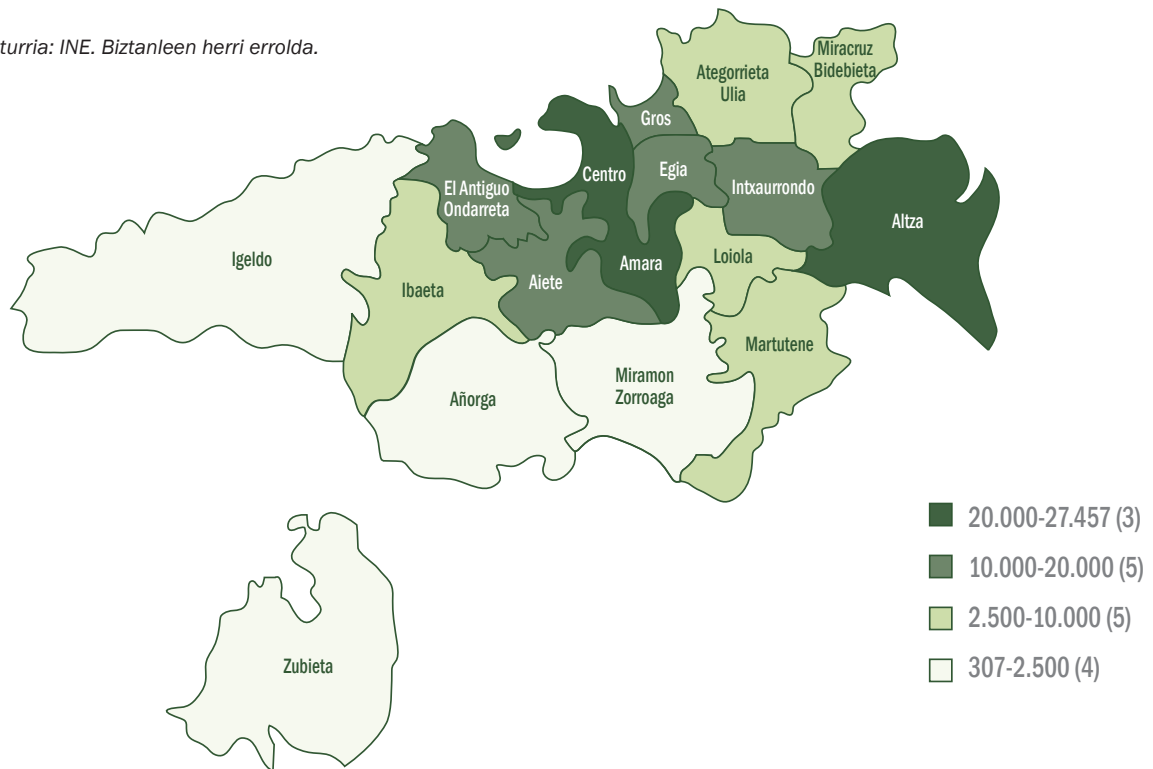 turria: INE. Biztanleen herri errolda.
Ategorrieta
Ulia
Miracruz
Bidebieta
Gros
Centro
Egia
Intxaurrondo
El Antiguo
Ondarreta
Altza
Igeldo
Ibaeta
Aiete
Amara
Loiola
Martutene
Añorga
Miramon
Zorroaga
Zubieta
20.000-27.457 (3)
10.000-20.000 (5)
2.500-10.000 (5)
307-2.500 (4)